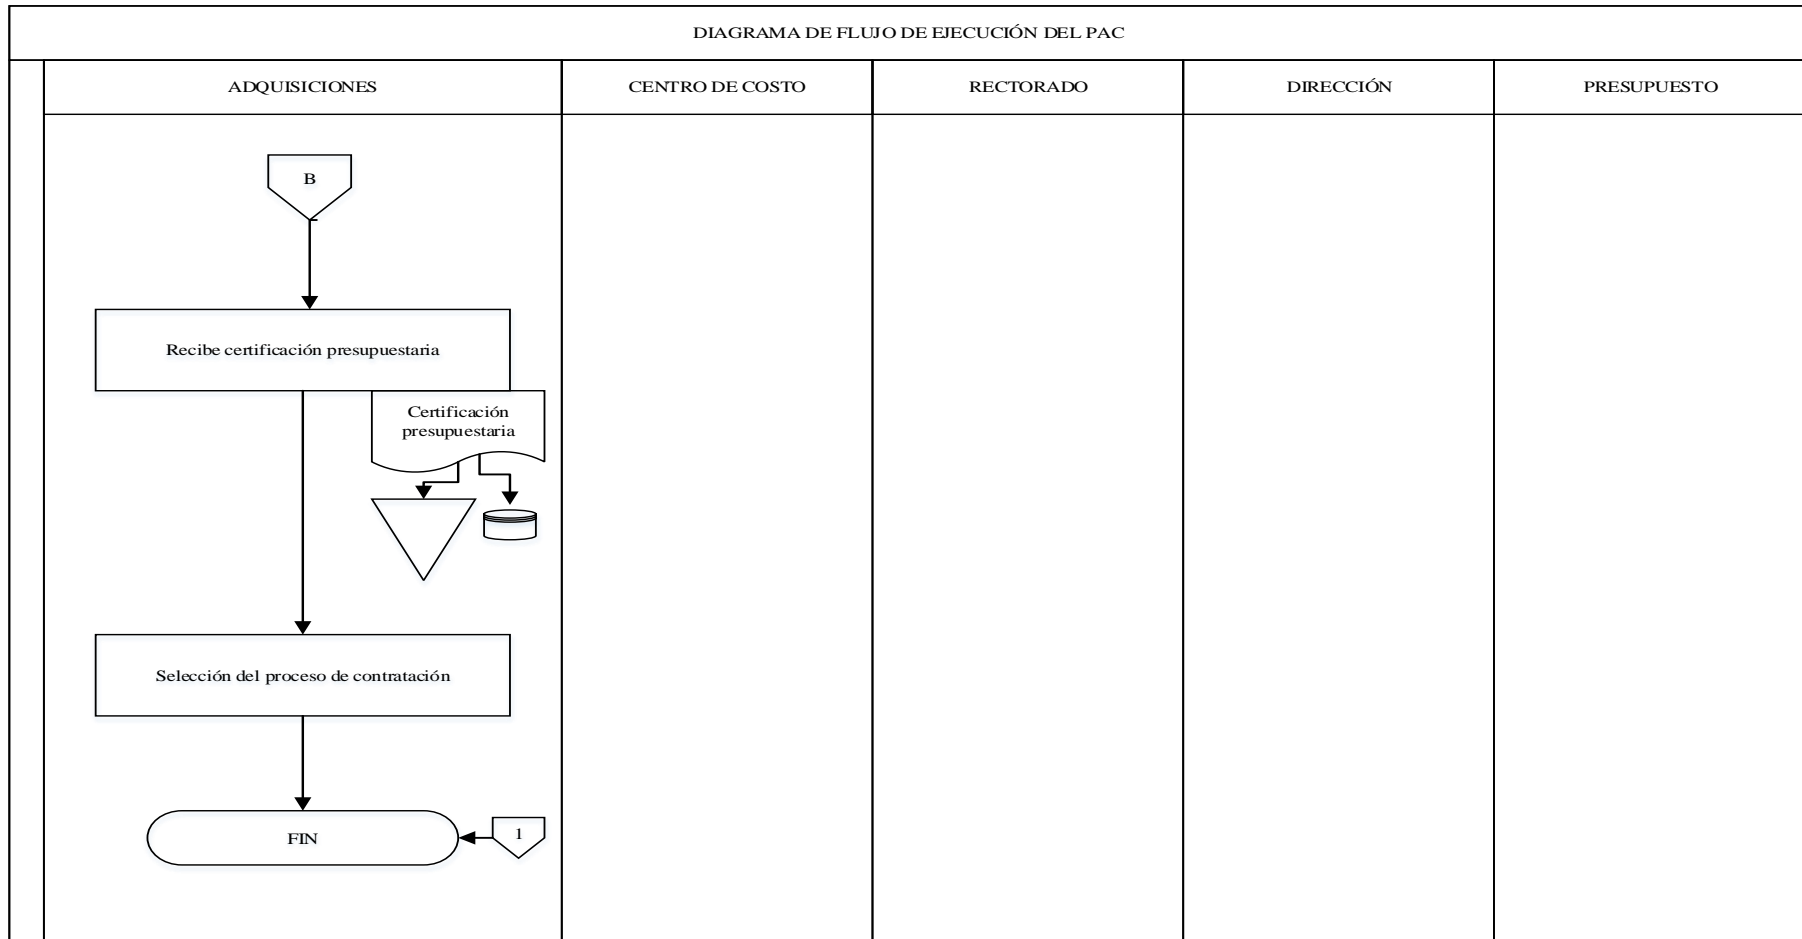 DIAGRAMA DE FLUJO DE EJECUCIÓN DEL PAC
ADQUISICIONES
CENTRO DE COSTO
RECTORADO
DIRECCIÓN
PRESUPUESTO
B
Recibe certificación presupuestaria
Certificación
presupuestaria
Selección del proceso de contratación
FIN
1